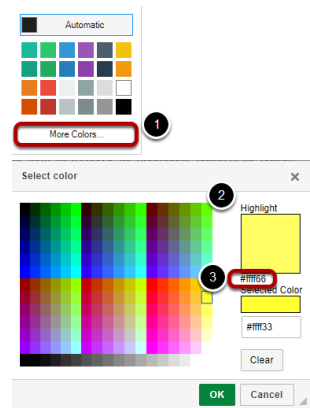 Automatic
More Colors...
1
Select color
×
2
Highlight
3
#ffff66
Selected Color
#ffff33
Clear
OK
Cancel